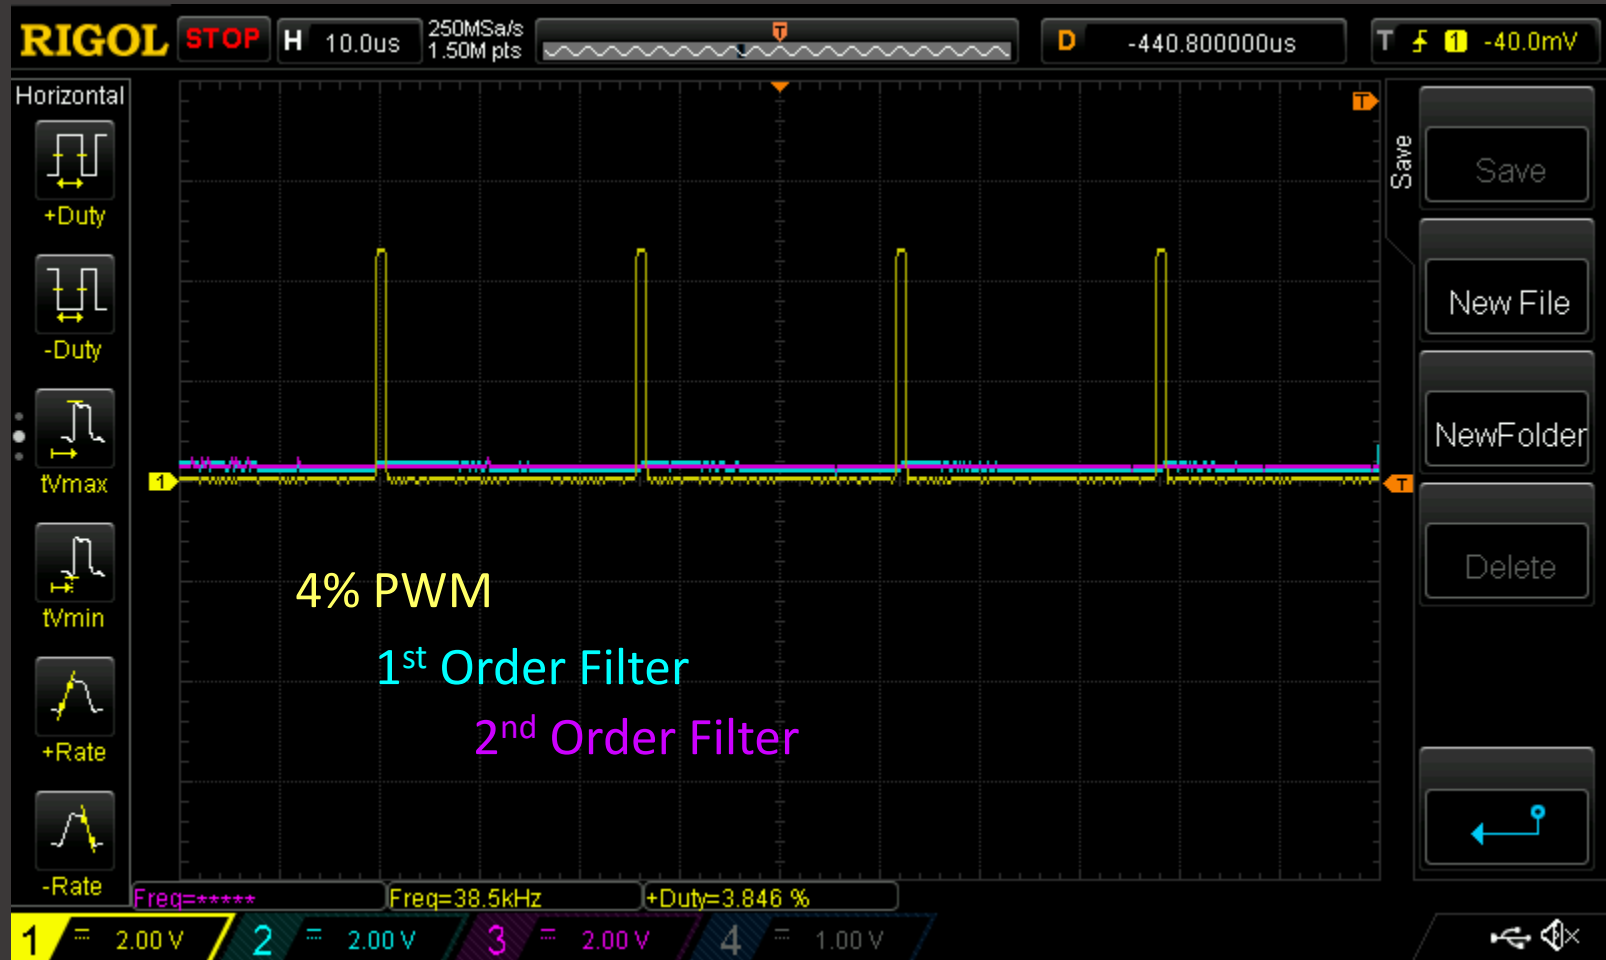 RIGOL STOP H 10.0us 250MSa/s
1.50M pts
D -440.800000us T 1 -40.0mV
Horizontal
+Duty
-Duty
tVmax
tVmin
+Rate
-Rate
T
T
1
T
4% PWM
1st Order Filter
2nd Order Filter
Save
Save
New File
NewFolder
Delete
Freq=***** Freq=38.5kHz +Duty=3.846 %
1 2.00 V 2 2.00 V 3 2.00 V 4 1.00 V